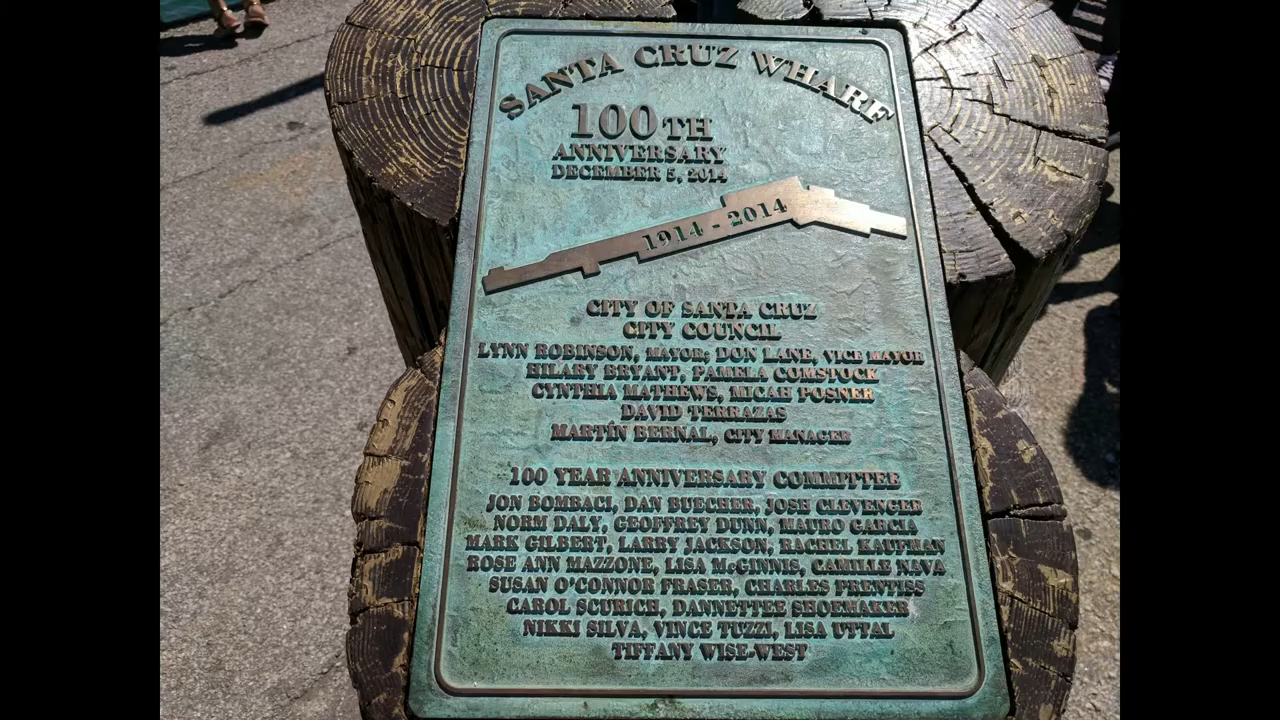 SANTA CRUZ WHARF
100TH
ANNIVERSARY
DECEMBER 5, 2014
1914 - 2014
CITY OF SANTA CRUZ
CITY COUNCIL
LYNN ROBINSON, MAYOR; DON LANE, VICE MAYOR
HILARY BRYANT, PAMELA COMSTOCK
CYNTHIA MATHEWS, MICAH POSNER
DAVID TERRAZAS
MARTÍN BERNAL, CITY MANAGER
100 YEAR ANNIVERSARY COMMITTEE
JON BOMBACI, DAN BUECHER, JOSH CLEVENGER
NORM DALY, GEOFFREY DUNN, MAURO GARCIA
MARK GILBERT, LARRY JACKSON, RACHEL KAUFMAN
ROSE ANN MAZZONE, LISA McGINNIS, CAMILLE NAVA
SUSAN O'CONNOR FRASER, CHARLES PRENTISS
CAROL SCURICH, DANNETTEE SHOEMAKER
NIKKI SILVA, VINCE TUZZI, LISA UTTAL
TIFFANY WISE-WEST